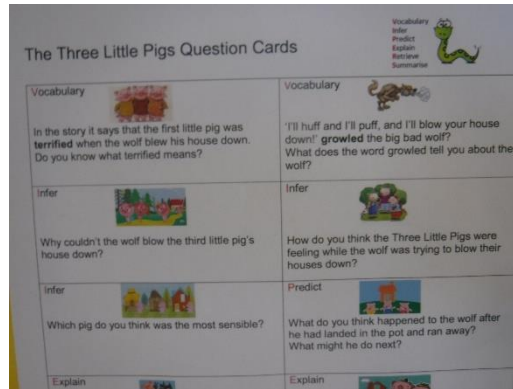 Vocabulary
Infer
Predict
Explain
Retrieve
Summarise
The Three Little Pigs Question Cards
Vocabulary
In the story it says that the first little pig was
terrified when the wolf blew his house down.
Do you know what terrified means?
Vocabulary
'I'll huff and I'll puff, and I'll blow your house
down!' growled the big bad wolf?
What does the word growled tell you about the
wolf?
Infer
Why couldn't the wolf blow the third little pig's
house down?
Infer
How do you think the Three Little Pigs were
feeling while the wolf was trying to blow their
houses down?
Infer
Which pig do you think was the most sensible?
Predict
What do you think happened to the wolf after
he had landed in the pot and ran away?
What might he do next?
Explain
Explain